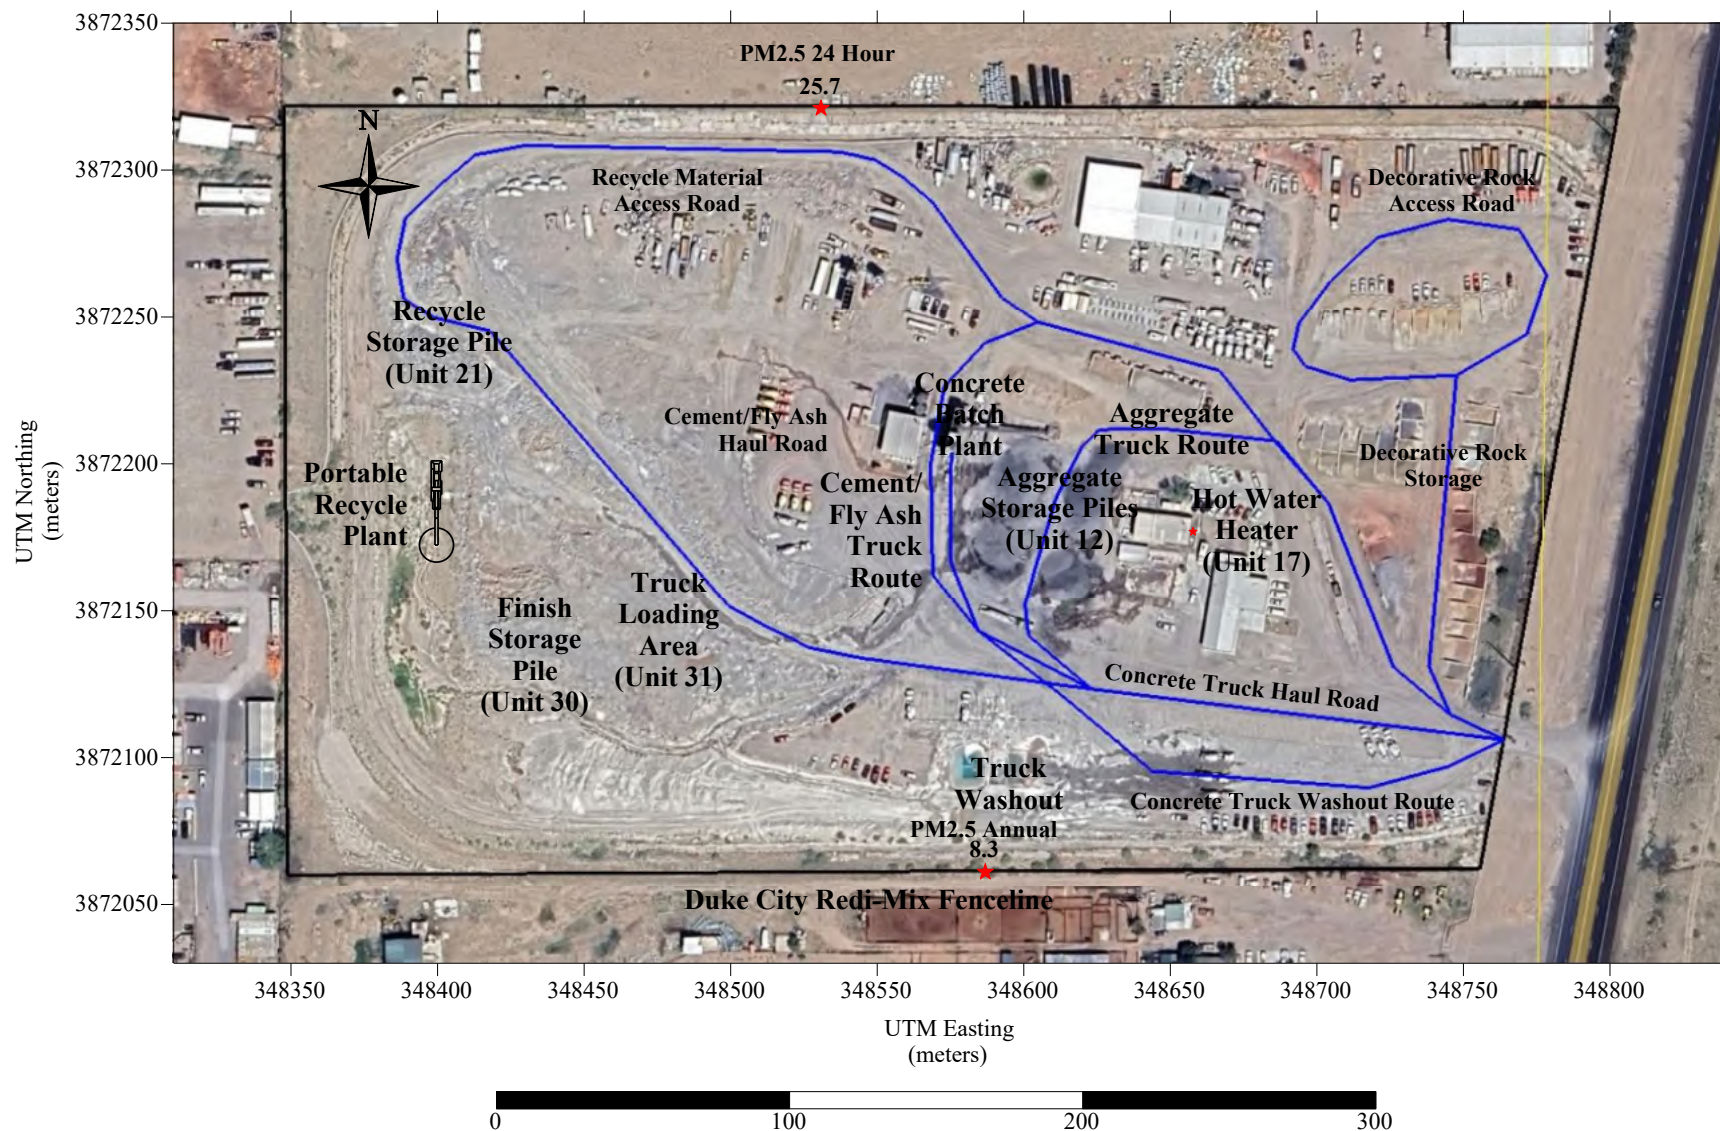 3872350
3872300
3872250
3872200
3872150
3872100
3872050
UTM Northing
(meters)
PM2.5 24 Hour
25.7
N
Recycle Material
Access Road
Decorative Rock
Access Road
Recycle
Storage Pile
(Unit 21)
Concrete
Batch
Plant
Cement/Fly Ash
Haul Road
Aggregate
Truck Route
Decorative Rock
Storage
Portable
Recycle
Plant
Cement/
Fly Ash
Truck
Route
Aggregate
Storage Piles
(Unit 12)
Hot Water
Heater
(Unit 17)
Finish
Storage
Pile
(Unit 30)
Truck
Loading
Area
(Unit 31)
Concrete Truck Haul Road
Truck
Washout
Concrete Truck Washout Route
PM2.5 Annual
8.3
Duke City Redi-Mix Fenceline
348350 348400 348450 348500 348550 348600 348650 348700 348750 348800
UTM Easting
(meters)
0 100 200 300